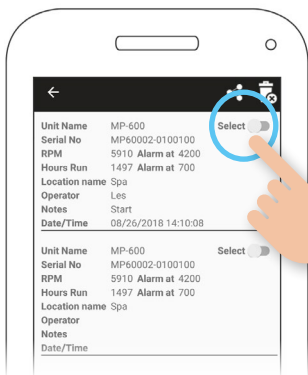 Unit Name MP-600 Select
Serial No MP60002-0100100
RPM 5910 Alarm at 4200
Hours Run 1497 Alarm at 700
Location name Spa
Operator Les
Notes Start
Date/Time 08/26/2018 14:10:08
Unit Name MP-600 Select
Serial No MP60002-0100100
RPM 5910 Alarm at 4200
Hours Run 1497 Alarm at 700
Location name Spa
Operator
Notes
Date/Time